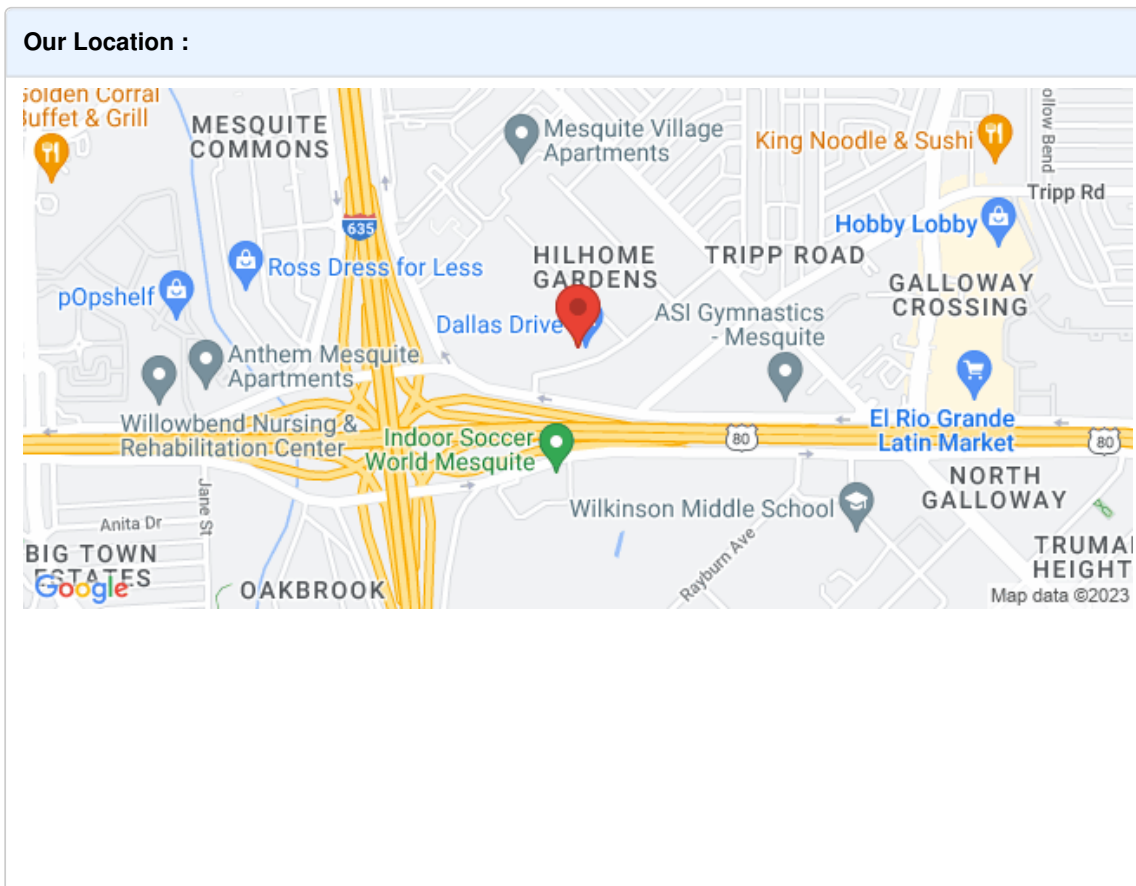 Our Location :
Golden Corral
Buffet & Grill
MESQUITE
COMMONS
Mesquite Village
Apartments
King Noodle & Sushi
Tripp Rd
635
Hobby Lobby
HILHOME
GARDENS
TRIPP ROAD
Ross Dress for Less
pOpshelf
GALLOWAY
CROSSING
Dallas Drive
ASI Gymnastics
- Mesquite
Anthem Mesquite
Apartments
Willowbend Nursing &
Rehabilitation Center
El Rio Grande
Latin Market
Indoor Soccer
World Mesquite
80
80
NORTH
GALLOWAY
Wilkinson Middle School
Jane St
Anita Dr
Rayburn Ave
BIG TOWN
ESTATES
OAKBROOK
TRUMAN
HEIGHT
Google
Map data ©2023